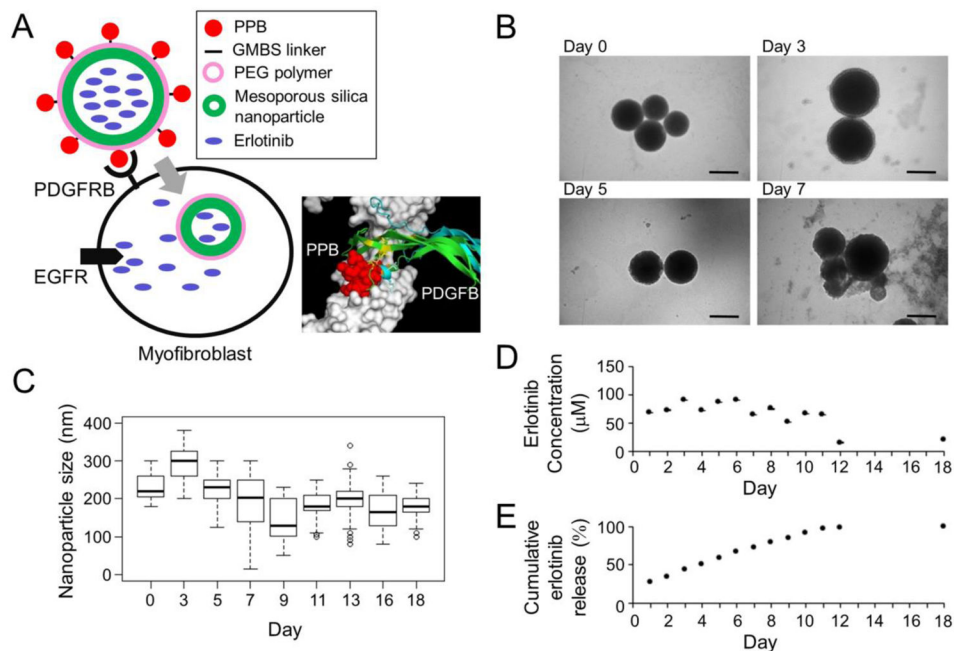 A
PPB
GMBS linker
PEG polymer
Mesoporous silica
nanoparticle
Erlotinib
PDGFRB
EGFR
Myofibroblast
PPB
PDGFB
B
Day 0
Day 3
Day 5
Day 7
C
Nanoparticle size (nm)
400
300
200
100
0
0 3 5 7 9 11 13 16 18
Day
D
Erlotinib
Concentration
(μM)
150
100
50
0
0 2 4 6 8 10 12 14 16 18
Day
E
Cumulative
erlotinib
release (%)
100
50
0
0 2 4 6 8 10 12 14 16 18
Day